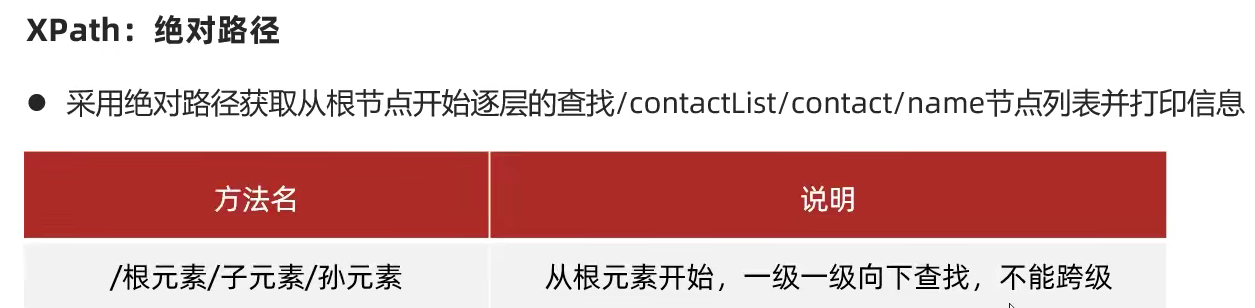 XPath：绝对路径
● 采用绝对路径获取从根节点开始逐层的查找/contactList/contact/name节点列表并打印信息
方法名 说明
/根元素/子元素/孙元素 从根元素开始，一级一级向下查找，不能跨级